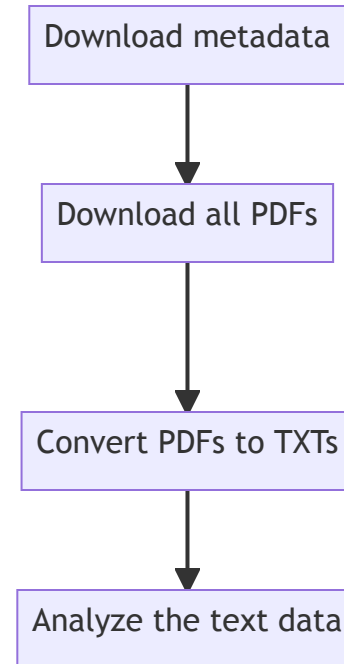 Download metadata
Download all PDFs
Convert PDFs to TXTs
Analyze the text data